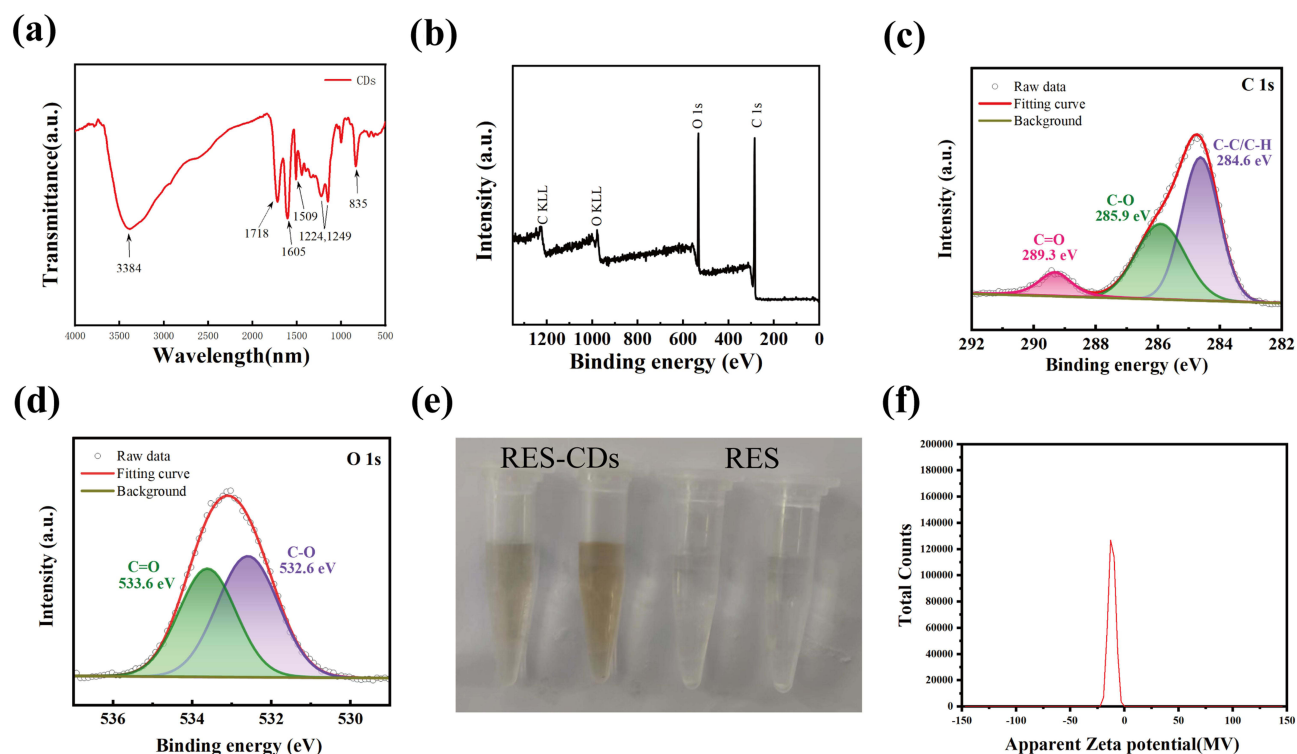 (a)
CDs
Transmittance(a.u.)
3384
1718
1605
1509
1224,1249
835
4000 3500 3000 2500 2000 1500 1000 500
Wavelength(nm)
(b)
Intensity (a.u.)
C KLL
O KLL
O 1s
C 1s
1200 1000 800 600 400 200 0
Binding energy (eV)
(c)
C 1s
Raw data
Fitting curve
Background
C-C/C-H
284.6 eV
C-O
285.9 eV
C=O
289.3 eV
Intensity (a.u.)
292 290 288 286 284 282
Binding energy (eV)
(d)
O 1s
Raw data
Fitting curve
Background
C=O
533.6 eV
C-O
532.6 eV
Intensity (a.u.)
536 534 532 530
Binding energy (eV)
(e)
RES-CDs RES
(f)
200000
180000
160000
140000
120000
100000
80000
60000
40000
20000
0
Total Counts
-150 -100 -50 0 50 100 150
Apparent Zeta potential(MV)